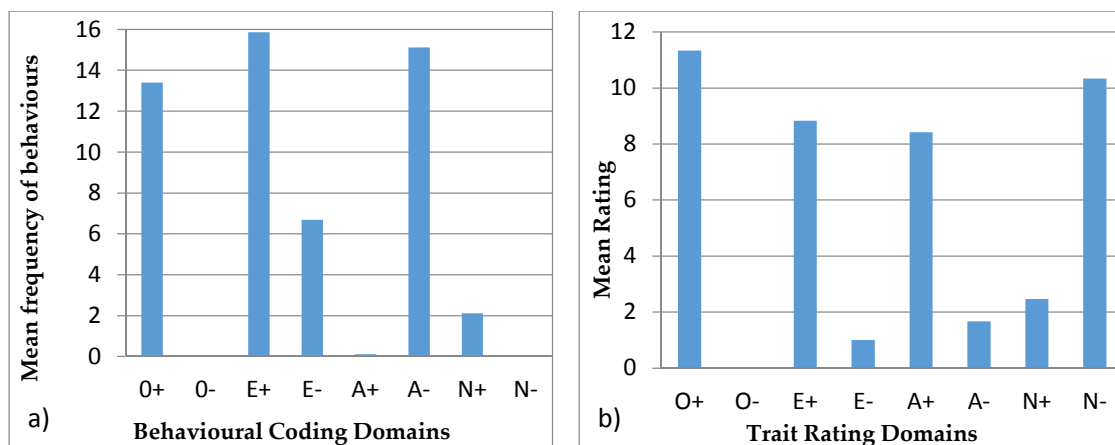 Mean frequency of behaviours
16
14
12
10
8
6
4
2
0
0+ 0- E+ E- A+ A- N+ N-
a)
Behavioural Coding Domains
Mean Rating
12
10
8
6
4
2
0
O+ O- E+ E- A+ A- N+ N-
b)
Trait Rating Domains